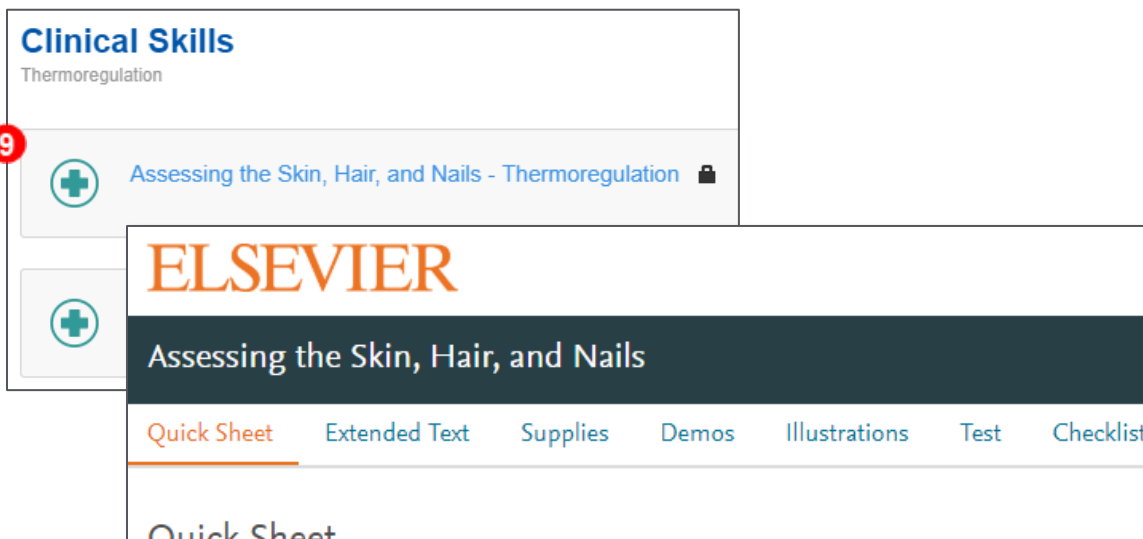 Clinical Skills
Thermoregulation
9
Assessing the Skin, Hair, and Nails - Thermoregulation
ELSEVIER
Assessing the Skin, Hair, and Nails
Quick Sheet Extended Text Supplies Demos Illustrations Test Checklist
Quick Sheet